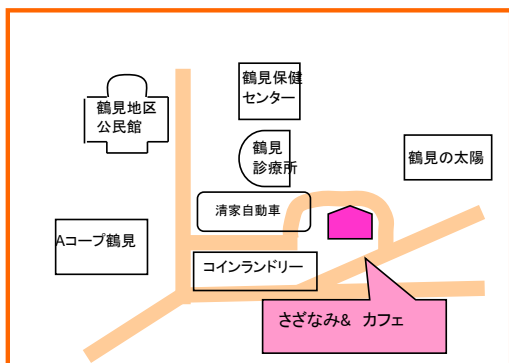 鶴見保健
センター
鶴見地区
公民館
鶴見
診療所
鶴見の太陽
清家自動車
Aコープ鶴見
コインランドリー
さざなみ& カフェ